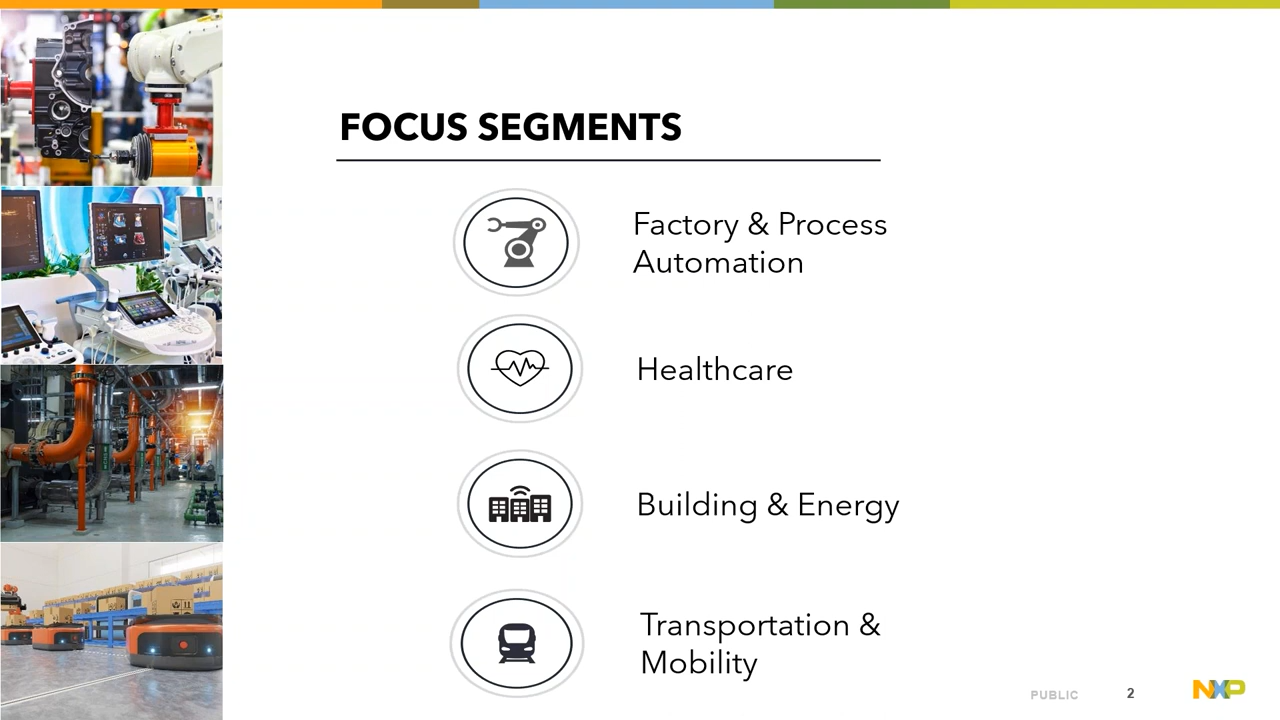 FOCUS SEGMENTS
Factory & Process
Automation
Healthcare
Building & Energy
Transportation &
Mobility
PUBLIC
2
NXP